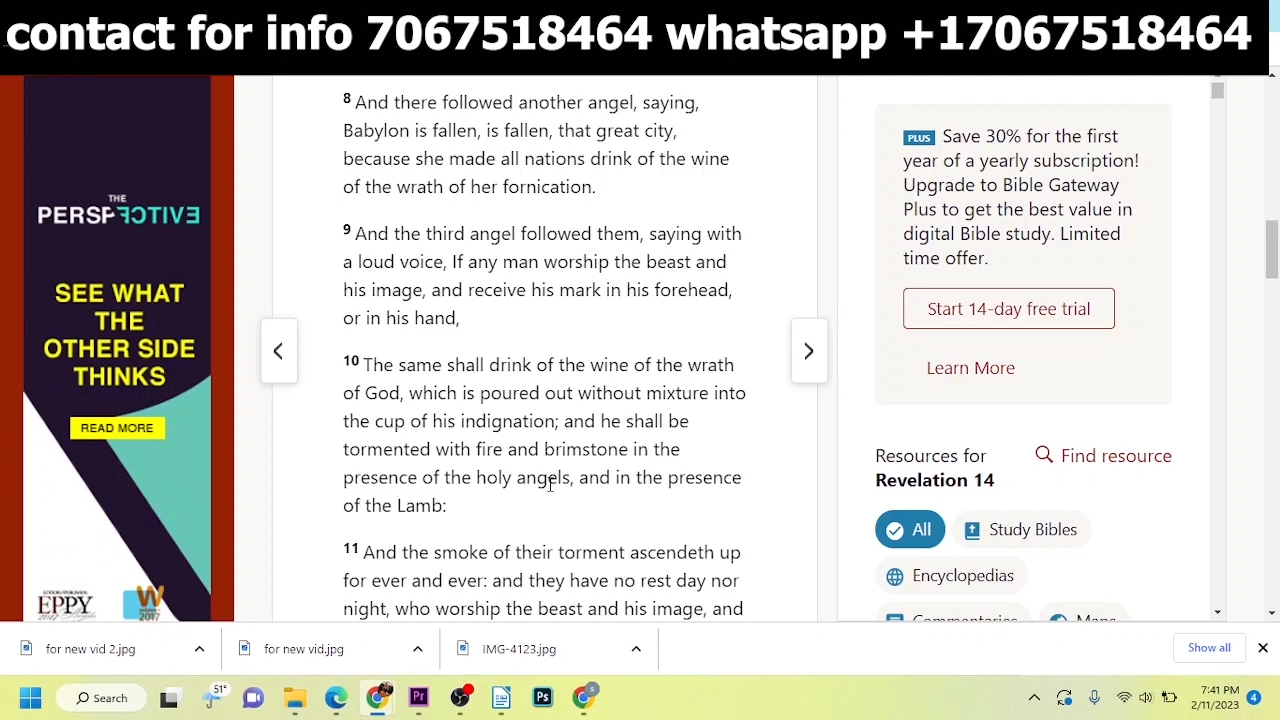 contact for info 7067518464 whatsapp +17067518464
THE
PERSPECTIVE
SEE WHAT
THE
OTHER SIDE
THINKS
READ MORE
EPPY
W
2017
8 And there followed another angel, saying,
Babylon is fallen, is fallen, that great city,
because she made all nations drink of the wine
of the wrath of her fornication.
9 And the third angel followed them, saying with
a loud voice, If any man worship the beast and
his image, and receive his mark in his forehead,
or in his hand,
10 The same shall drink of the wine of the wrath
of God, which is poured out without mixture into
the cup of his indignation; and he shall be
tormented with fire and brimstone in the
presence of the holy angels, and in the presence
of the Lamb:
11 And the smoke of their torment ascendeth up
for ever and ever: and they have no rest day nor
night, who worship the beast and his image, and
PLUS Save 30% for the first
year of a yearly subscription!
Upgrade to Bible Gateway
Plus to get the best value in
digital Bible study. Limited
time offer.
Start 14-day free trial
Learn More
Resources for
Revelation 14
Find resource
All
Study Bibles
Encyclopedias
Commentaries
Maps
for new vid 2.jpg
for new vid.jpg
IMG-4123.jpg
Show all
Search
51°
Pr
Ps
S
7:41 PM
2/11/2023
4